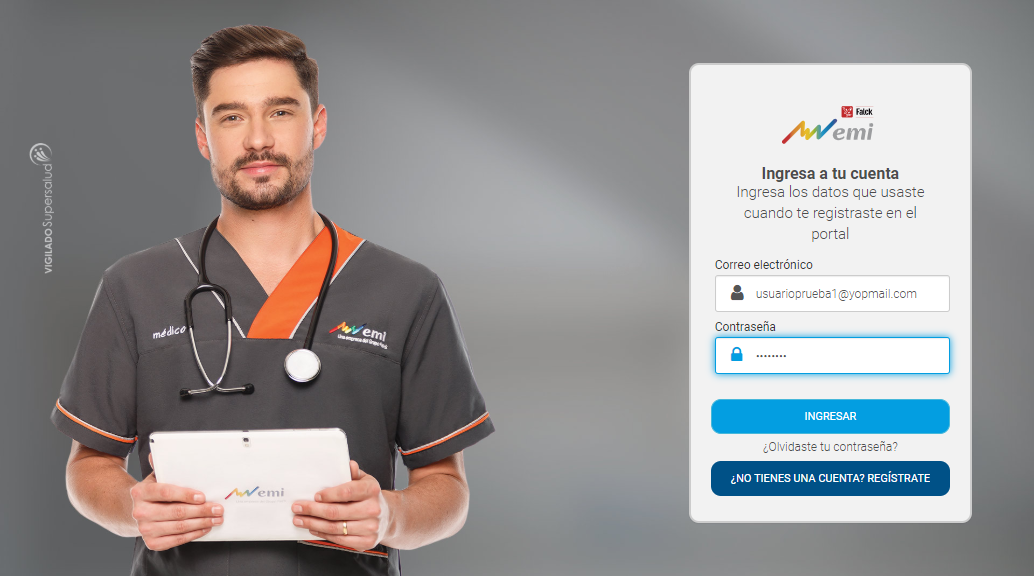 VIGILADO Supersalud
médico
emi
Una empresa del Grupo Falck
emi
Falck
emi
Ingresa a tu cuenta
Ingresa los datos que usaste
cuando te registraste en el
portal
Correo electrónico
usuarioprueba1@yopmail.com
Contraseña
••••••••
INGRESAR
¿Olvidaste tu contraseña?
¿NO TIENES UNA CUENTA? REGÍSTRATE